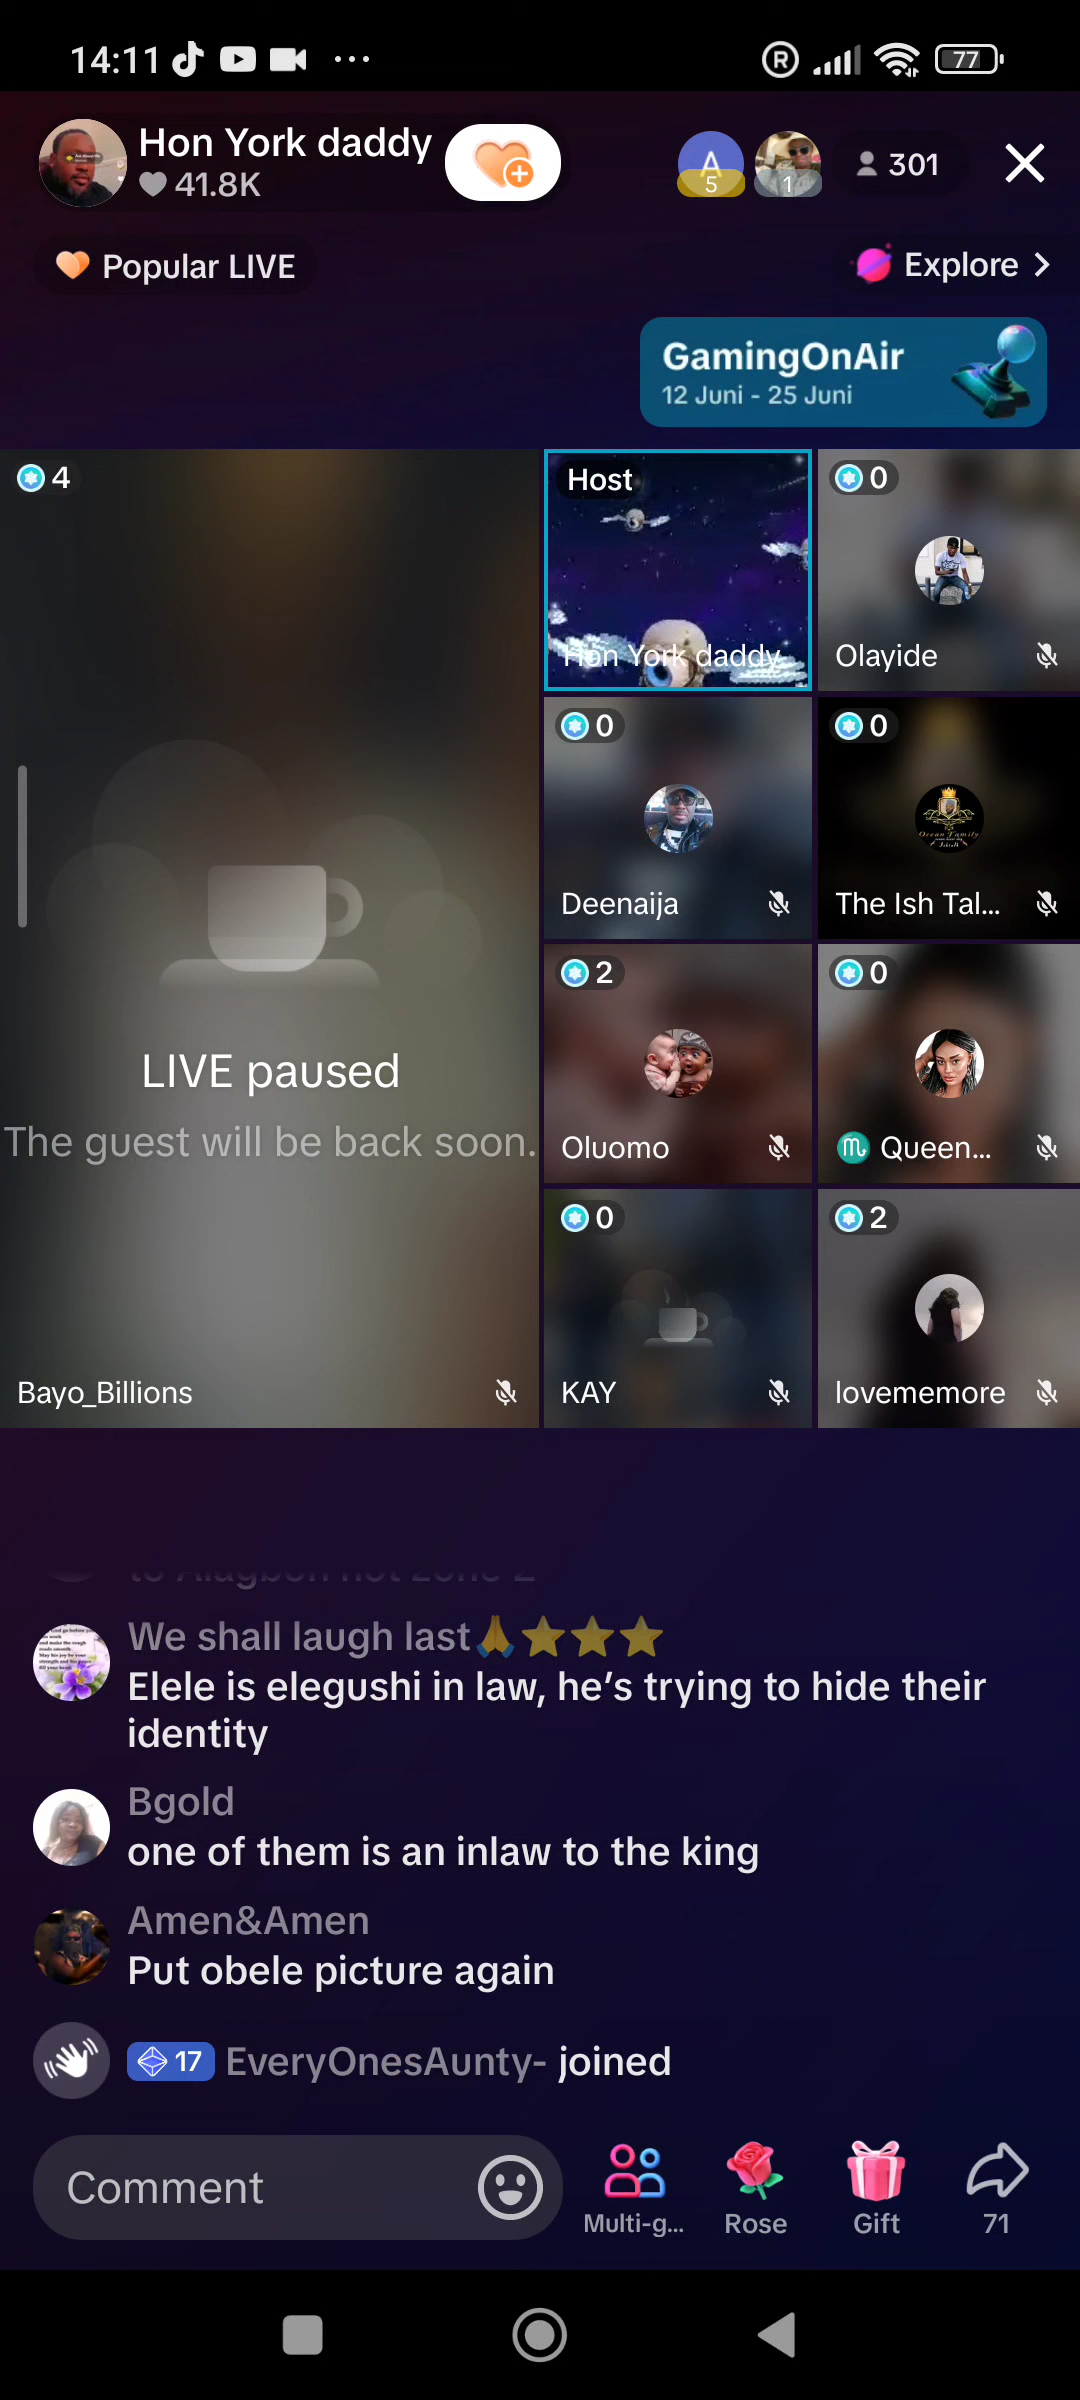 14:11
77
Hon York daddy
41.8K
A
5
1
301
Popular LIVE
Explore
GamingOnAir
12 Juni - 25 Juni
4
Host
0
Hon York daddy
Olayide
0
0
Deenaija
The Ish Tal...
2
0
Oluomo
Queen...
0
2
LIVE paused
The guest will be back soon.
Bayo_Billions
KAY
lovememore
We shall laugh last🙏⭐⭐⭐
Elele is elegushi in law, he’s trying to hide their
identity
Bgold
one of them is an inlaw to the king
Amen&Amen
Put obele picture again
17 EveryOnesAunty- joined
Comment
Multi-g...
Rose
Gift
71